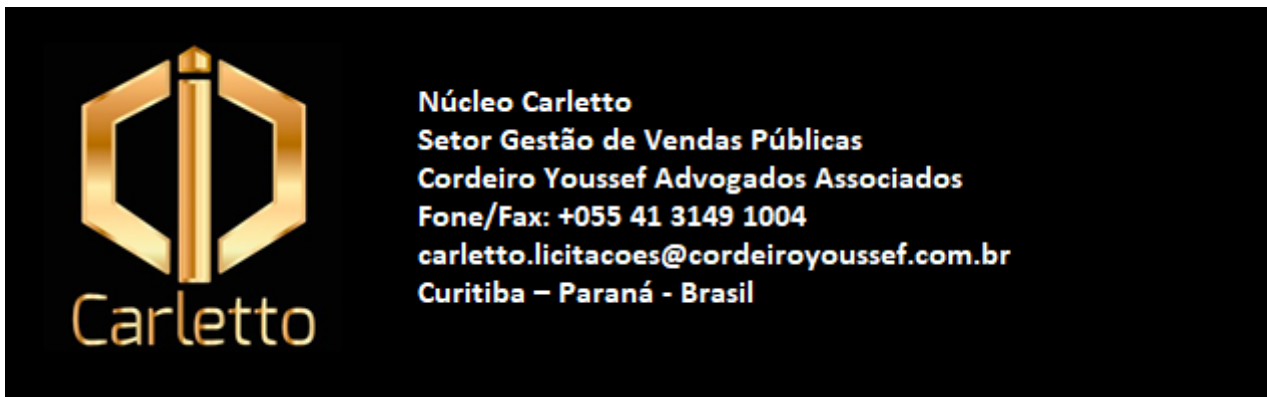 Carletto
Núcleo Carletto
Setor Gestão de Vendas Públicas
Cordeiro Youssef Advogados Associados
Fone/Fax: +055 41 3149 1004
carletto.licitacoes@cordeiroyoussef.com.br
Curitiba – Paraná - Brasil